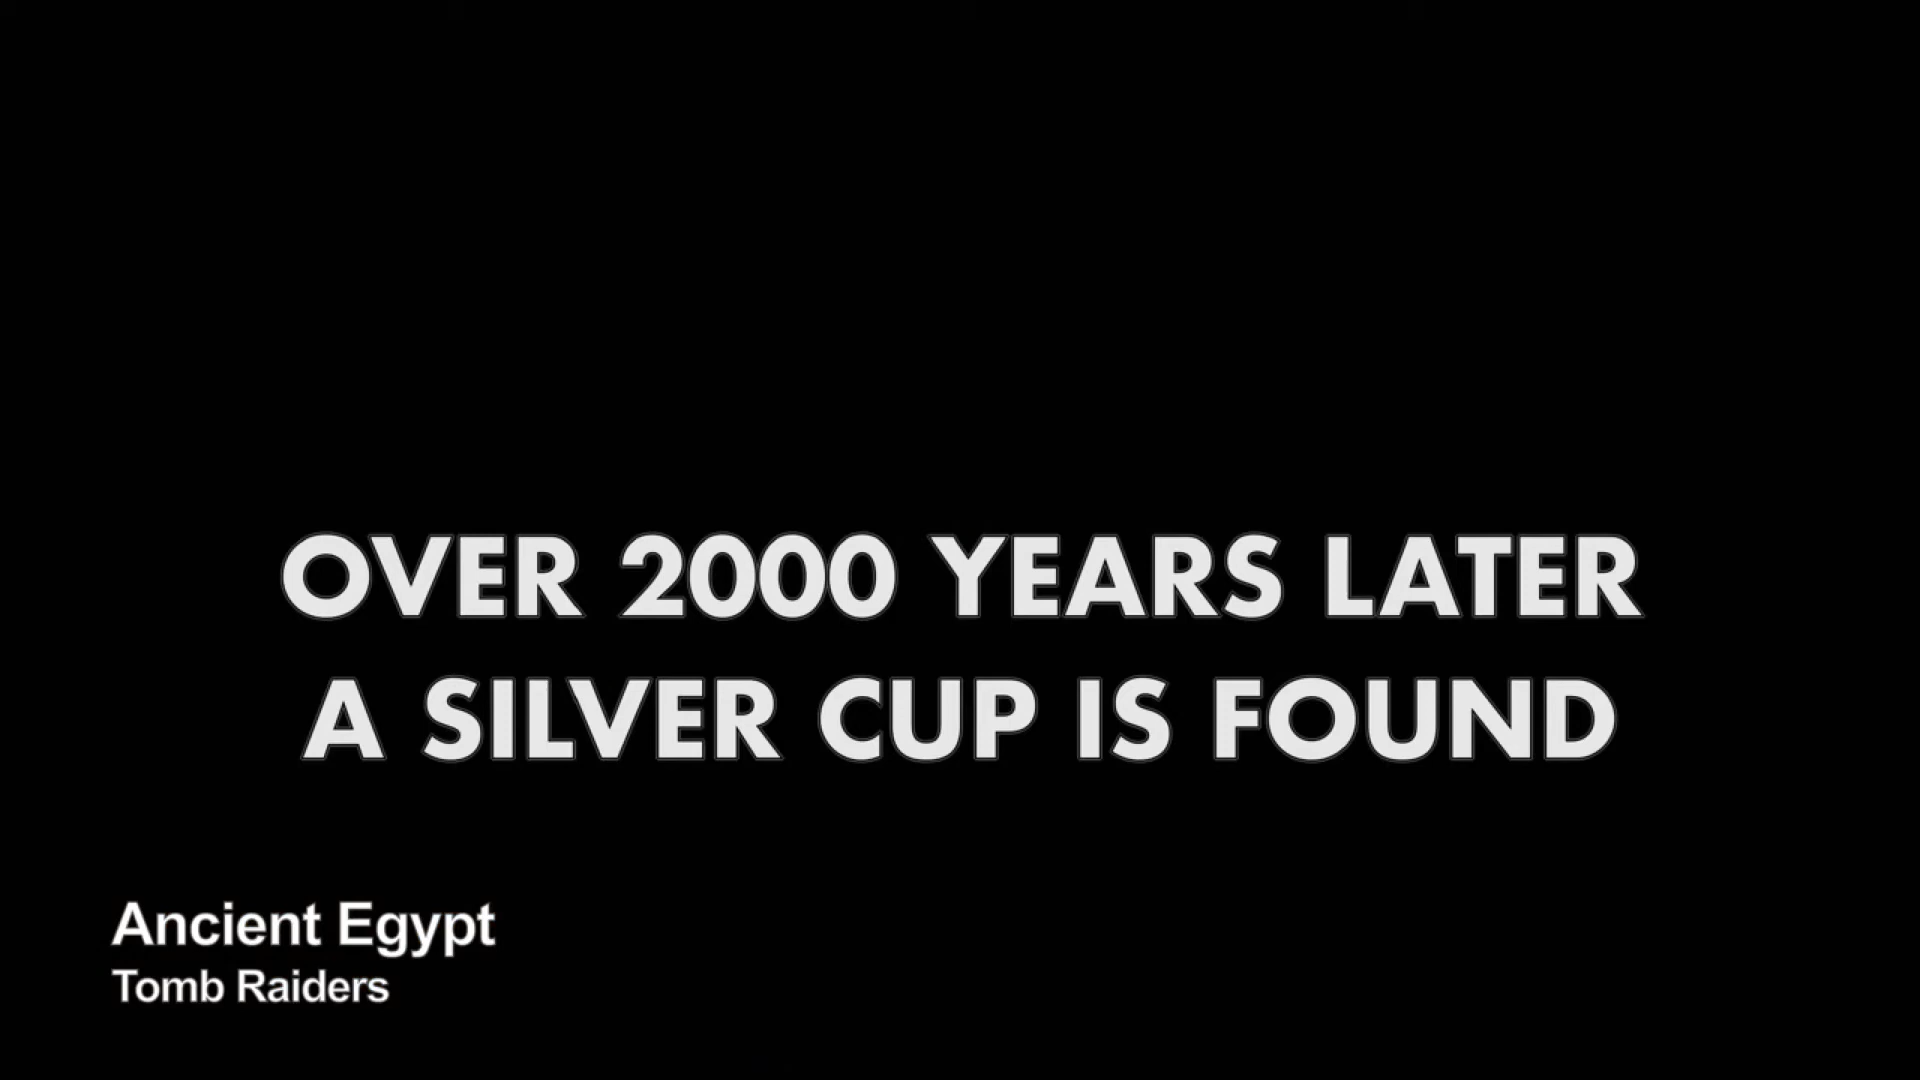 OVER 2000 YEARS LATER
A SILVER CUP IS FOUND
Ancient Egypt
Tomb Raiders